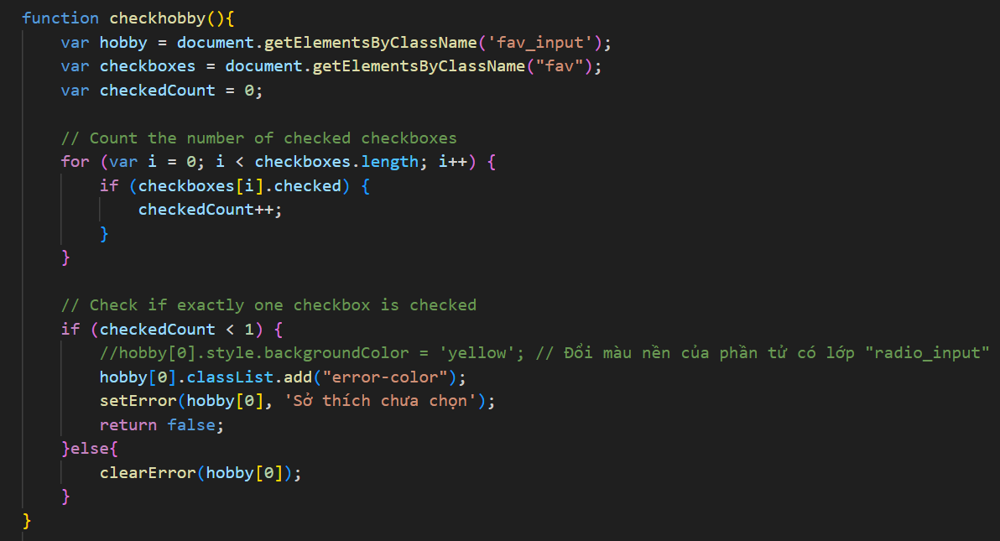 function checkhobby(){
    var hobby = document.getElementsByClassName('fav_input');
    var checkboxes = document.getElementsByClassName("fav");
    var checkedCount = 0;

    // Count the number of checked checkboxes
    for (var i = 0; i < checkboxes.length; i++) {
        if (checkboxes[i].checked) {
            checkedCount++;
        }
    }

    // Check if exactly one checkbox is checked
    if (checkedCount < 1) {
        //hobby[0].style.backgroundColor = 'yellow'; // Đổi màu nền của phần tử có lớp "radio_input"
        hobby[0].classList.add("error-color");
        setError(hobby[0], 'Sở thích chưa chọn');
        return false;
    }else{
        clearError(hobby[0]);
    }
}